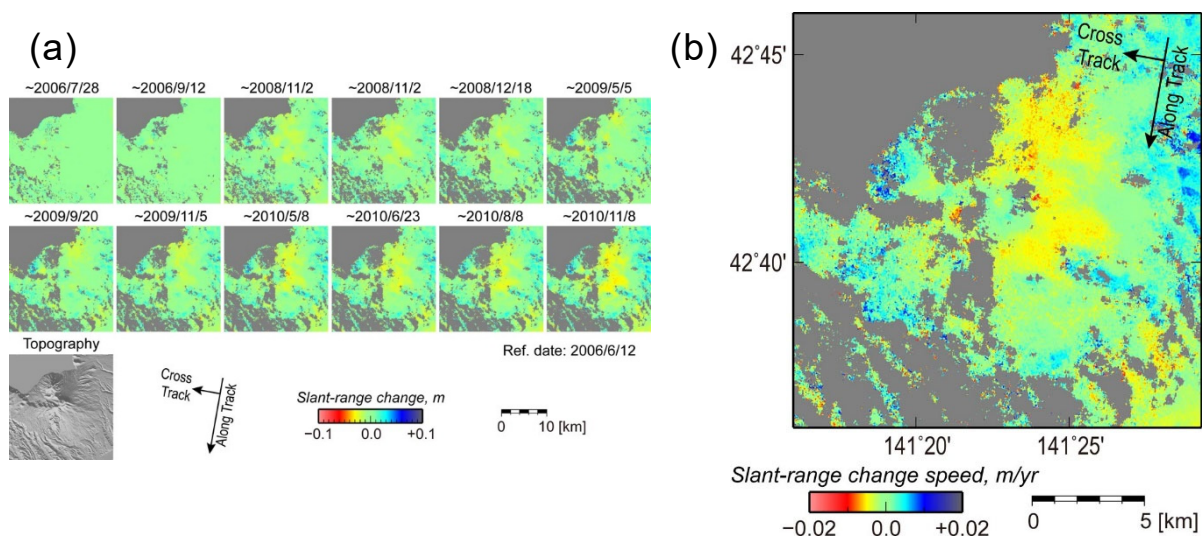 (a)
~2006/7/28 ~2006/9/12 ~2008/11/2 ~2008/11/2 ~2008/12/18 ~2009/5/5
~2009/9/20 ~2009/11/5 ~2010/5/8 ~2010/6/23 ~2010/8/8 ~2010/11/8
Topography
Ref. date: 2006/6/12
Cross
Track
Along Track
Slant-range change, m
−0.1 0.0 +0.1
0 10 [km]
(b)
42˚45'
42˚40'
Cross
Track
Along Track
141˚20' 141˚25'
Slant-range change speed, m/yr
−0.02 0.0 +0.02
0 5
[km]